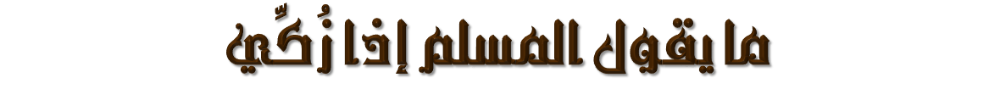 ما يقول المسلم إذا زُكِّي